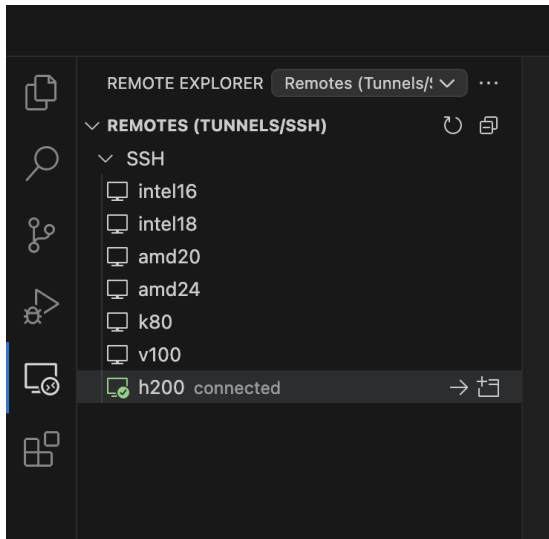 REMOTE EXPLORER Remotes (Tunnels/S
REMOTES (TUNNELS/SSH)
SSH
intel16
intel18
amd20
amd24
k80
v100
h200 connected